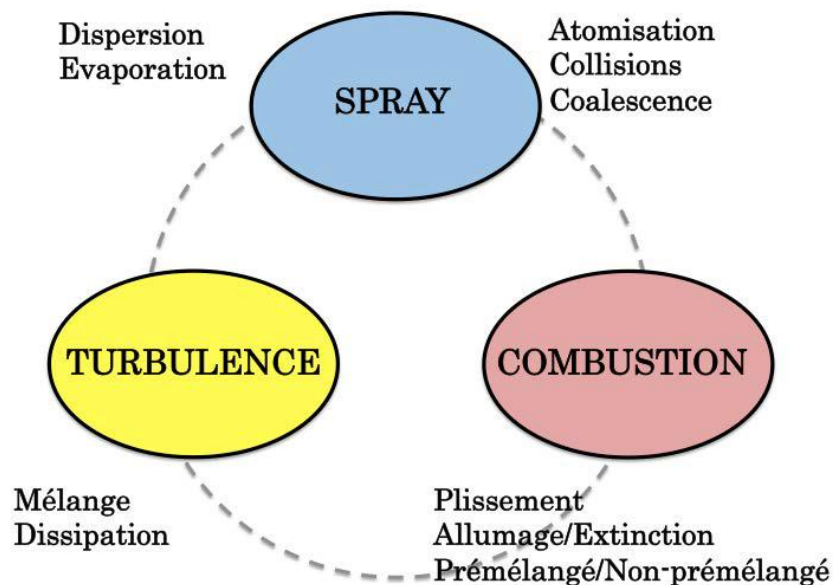 Dispersion
Evaporation
Atomisation
Collisions
Coalescence
SPRAY
TURBULENCE
COMBUSTION
Mélange
Dissipation
Plissement
Allumage/Extinction
Prémélangé/Non-prémélangé